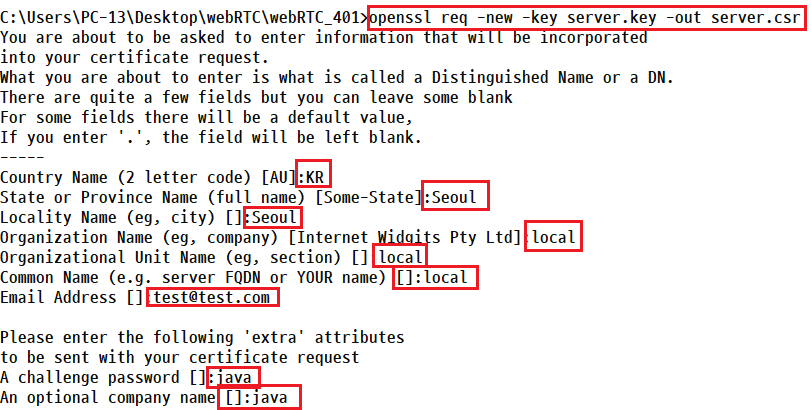 C:\Users\PC-13\Desktop\webRTC\webRTC_401>openssl req -new -key server.key -out server.csr
You are about to be asked to enter information that will be incorporated
into your certificate request.
What you are about to enter is what is called a Distinguished Name or a DN.
There are quite a few fields but you can leave some blank
For some fields there will be a default value,
If you enter '.', the field will be left blank.
-----
Country Name (2 letter code) [AU]:KR
State or Province Name (full name) [Some-State]:Seoul
Locality Name (eg, city) []:Seoul
Organization Name (eg, company) [Internet Widgits Pty Ltd]:local
Organizational Unit Name (eg, section) [] local
Common Name (e.g. server FQDN or YOUR name) []:local
Email Address []:test@test.com
Please enter the following 'extra' attributes
to be sent with your certificate request
A challenge password []:java
An optional company name []:java